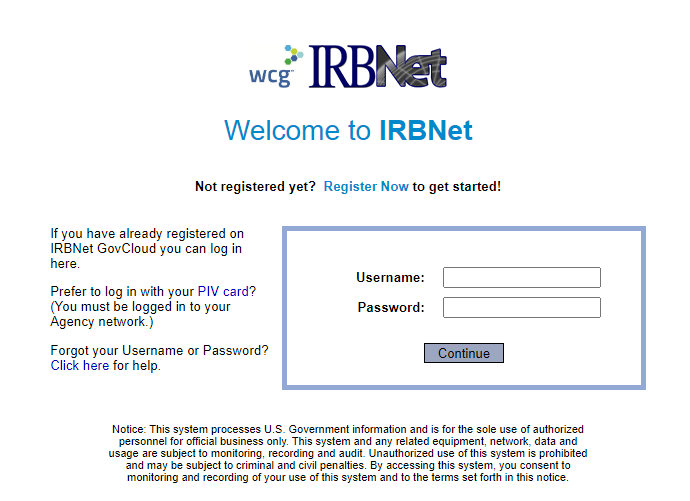 wcg™ IRBNet
Welcome to IRBNet
Not registered yet?  Register Now to get started!
If you have already registered on
IRBNet GovCloud you can log in
here.
Prefer to log in with your PIV card?
(You must be logged in to your
Agency network.)
Forgot your Username or Password?
Click here for help.
Username:
Password:
Continue
Notice: This system processes U.S. Government information and is for the sole use of authorized
personnel for official business only. This system and any related equipment, network, data and
usage are subject to monitoring, recording and audit. Unauthorized use of this system is prohibited
and may be subject to criminal and civil penalties. By accessing this system, you consent to
monitoring and recording of your use of this system and to the terms set forth in this notice.